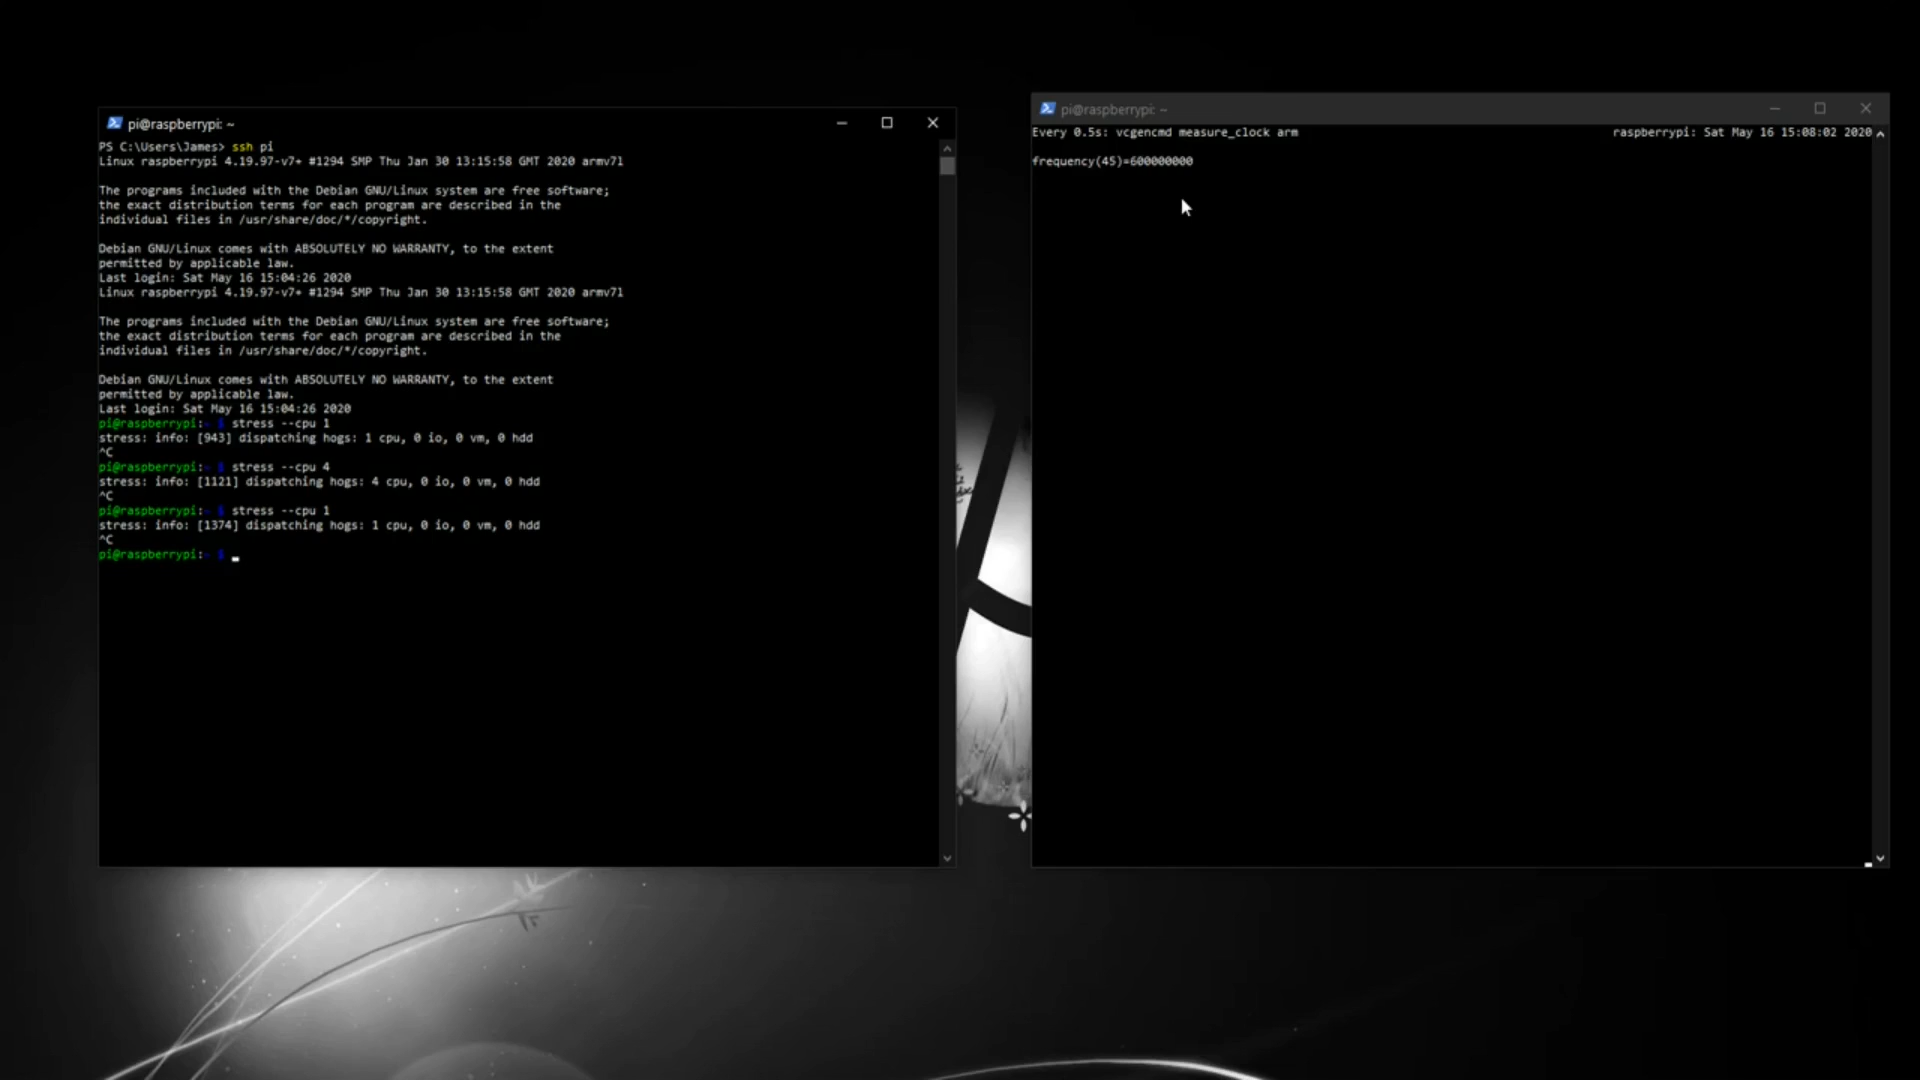 pi@raspberrypi: ~
PS C:\Users\James> ssh pi
Linux raspberrypi 4.19.97-v7+ #1294 SMP Thu Jan 30 13:15:58 GMT 2020 armv7l

The programs included with the Debian GNU/Linux system are free software;
the exact distribution terms for each program are described in the
individual files in /usr/share/doc/*/copyright.

Debian GNU/Linux comes with ABSOLUTELY NO WARRANTY, to the extent
permitted by applicable law.
Last login: Sat May 16 15:04:26 2020
Linux raspberrypi 4.19.97-v7+ #1294 SMP Thu Jan 30 13:15:58 GMT 2020 armv7l

The programs included with the Debian GNU/Linux system are free software;
the exact distribution terms for each program are described in the
individual files in /usr/share/doc/*/copyright.

Debian GNU/Linux comes with ABSOLUTELY NO WARRANTY, to the extent
permitted by applicable law.
Last login: Sat May 16 15:04:26 2020
pi@raspberrypi:~ $ stress --cpu 1
stress: info: [943] dispatching hogs: 1 cpu, 0 io, 0 vm, 0 hdd
^C
pi@raspberrypi:~ $ stress --cpu 4
stress: info: [1121] dispatching hogs: 4 cpu, 0 io, 0 vm, 0 hdd
^C
pi@raspberrypi:~ $ stress --cpu 1
stress: info: [1374] dispatching hogs: 1 cpu, 0 io, 0 vm, 0 hdd
^C
pi@raspberrypi:~ $
pi@raspberrypi: ~
Every 0.5s: vcgencmd measure_clock arm raspberrypi: Sat May 16 15:08:02 2020

frequency(45)=600000000